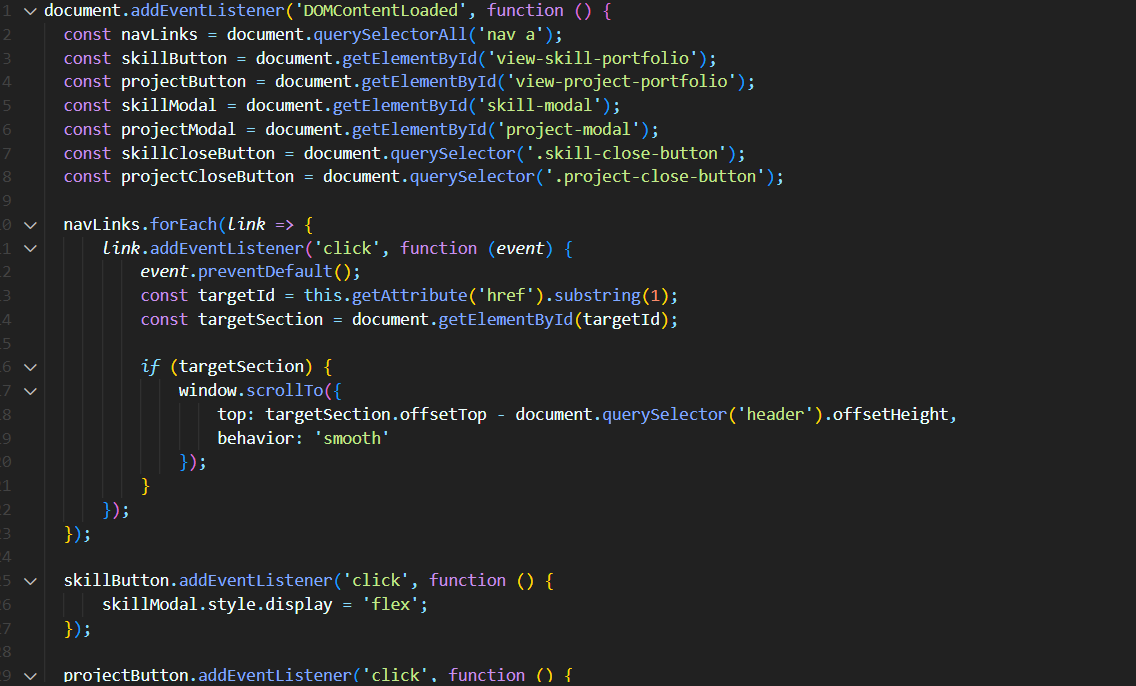 1 document.addEventListener('DOMContentLoaded', function () {
2 const navLinks = document.querySelectorAll('nav a');
3 const skillButton = document.getElementById('view-skill-portfolio');
4 const projectButton = document.getElementById('view-project-portfolio');
5 const skillModal = document.getElementById('skill-modal');
6 const projectModal = document.getElementById('project-modal');
7 const skillCloseButton = document.querySelector('.skill-close-button');
8 const projectCloseButton = document.querySelector('.project-close-button');
9
0 navLinks.forEach(link => {
1 link.addEventListener('click', function (event) {
2 event.preventDefault();
3 const targetId = this.getAttribute('href').substring(1);
4 const targetSection = document.getElementById(targetId);
5
6 if (targetSection) {
7 window.scrollTo({
8 top: targetSection.offsetTop - document.querySelector('header').offsetHeight,
9 behavior: 'smooth'
0 });
1 }
2 });
3 });
4
5 skillButton.addEventListener('click', function () {
6 skillModal.style.display = 'flex';
7 });
8
9 projectButton.addEventListener('click', function () {